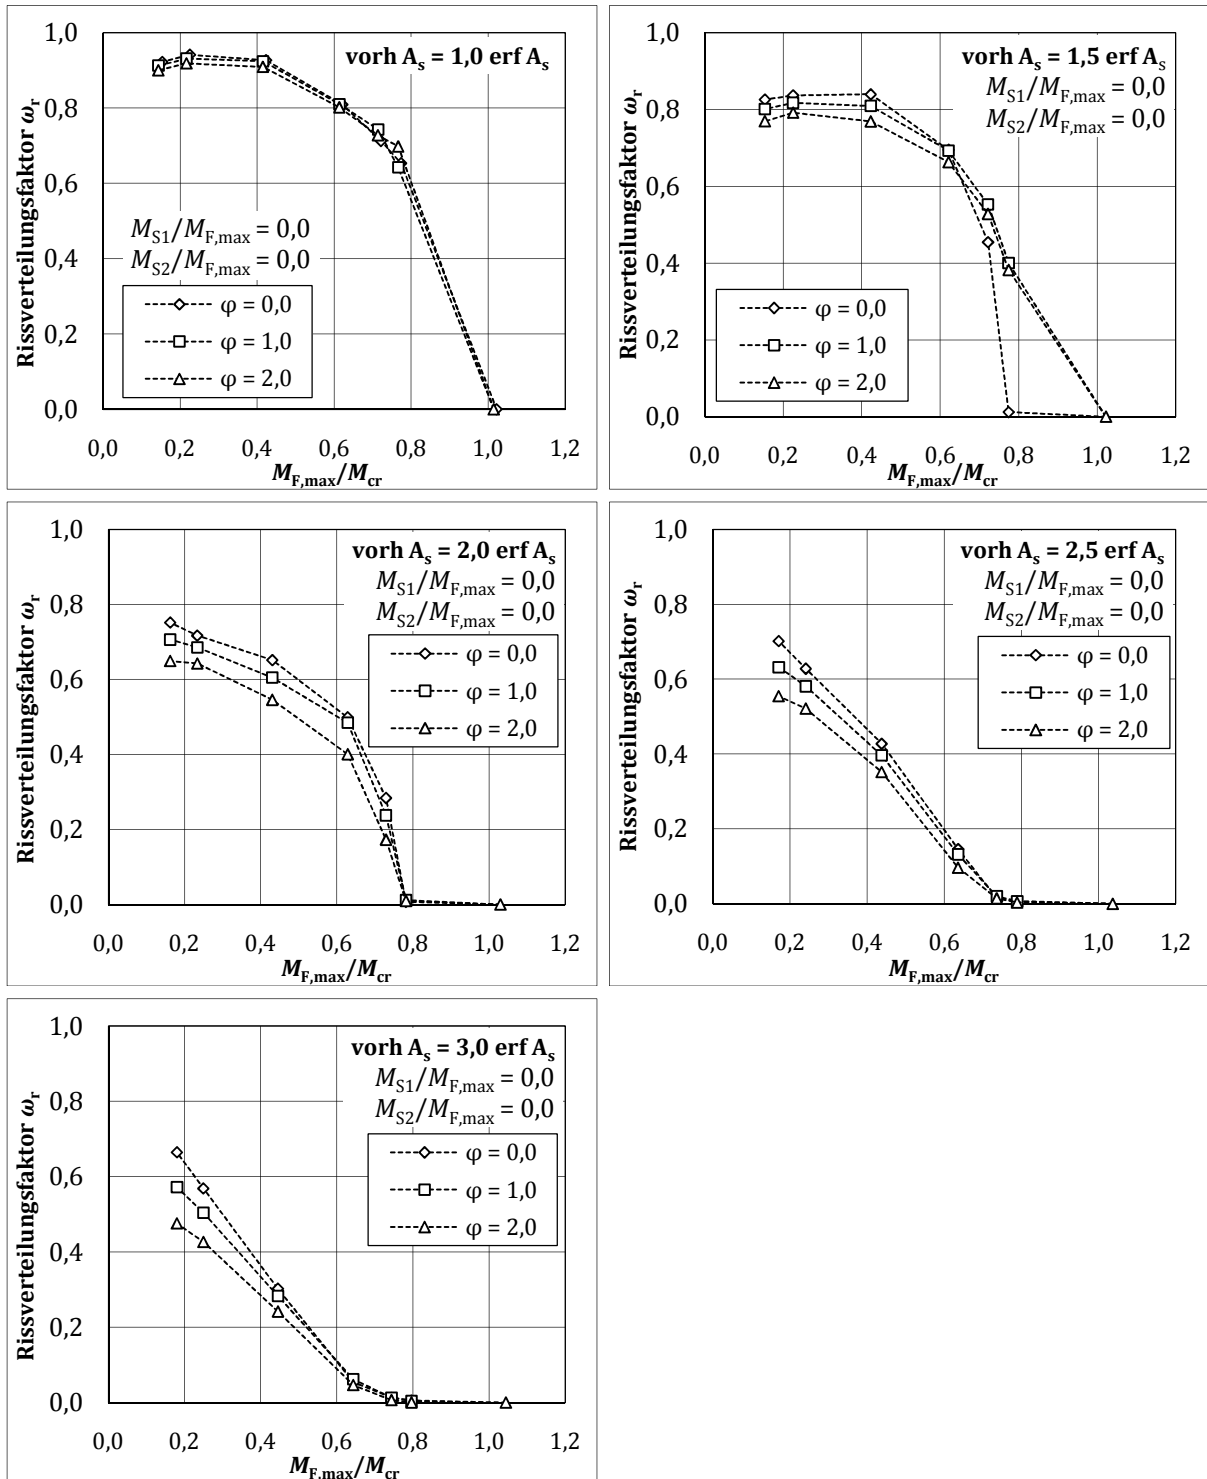 Rissverteilungsfaktor ωr
1,0
0,8
0,6
0,4
0,2
0,0
vorh As = 1,0 erf As
MS1/MF,max = 0,0
MS2/MF,max = 0,0
φ = 0,0
φ = 1,0
φ = 2,0
0,0 0,2 0,4 0,6 0,8 1,0 1,2
MF,max/Mcr
Rissverteilungsfaktor ωr
1,0
0,8
0,6
0,4
0,2
0,0
vorh As = 1,5 erf As
MS1/MF,max = 0,0
MS2/MF,max = 0,0
φ = 0,0
φ = 1,0
φ = 2,0
0,0 0,2 0,4 0,6 0,8 1,0 1,2
MF,max/Mcr
Rissverteilungsfaktor ωr
1,0
0,8
0,6
0,4
0,2
0,0
vorh As = 2,0 erf As
MS1/MF,max = 0,0
MS2/MF,max = 0,0
φ = 0,0
φ = 1,0
φ = 2,0
0,0 0,2 0,4 0,6 0,8 1,0 1,2
MF,max/Mcr
Rissverteilungsfaktor ωr
1,0
0,8
0,6
0,4
0,2
0,0
vorh As = 2,5 erf As
MS1/MF,max = 0,0
MS2/MF,max = 0,0
φ = 0,0
φ = 1,0
φ = 2,0
0,0 0,2 0,4 0,6 0,8 1,0 1,2
MF,max/Mcr
Rissverteilungsfaktor ωr
1,0
0,8
0,6
0,4
0,2
0,0
vorh As = 3,0 erf As
MS1/MF,max = 0,0
MS2/MF,max = 0,0
φ = 0,0
φ = 1,0
φ = 2,0
0,0 0,2 0,4 0,6 0,8 1,0 1,2
MF,max/Mcr